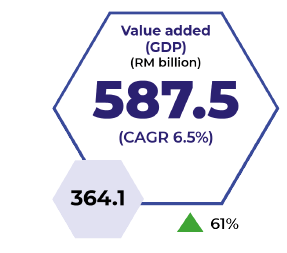 Value added
(GDP)
(RM billion)
587.5
(CAGR 6.5%)
364.1
61%